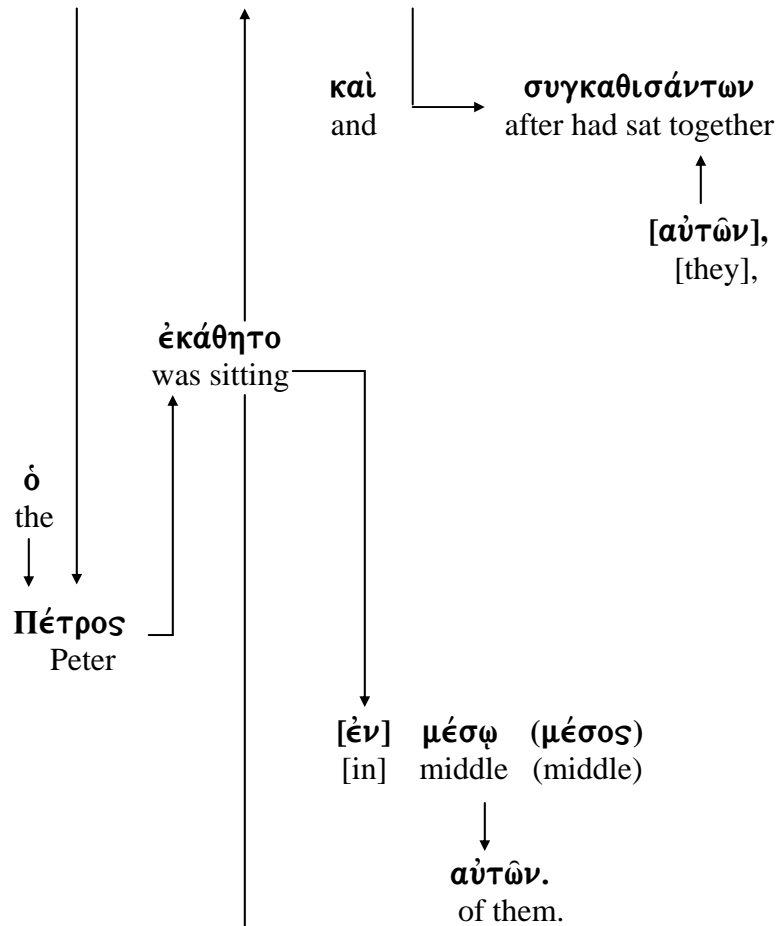 καὶ συγκαθισάντων
and after had sat together
[αὐτῶν],
[they],
ἐκάθητο
was sitting
ὁ
the
Πέτρος
Peter
[ἐν] μέσῳ (μέσος)
[in] middle (middle)
αὐτῶν.
of them.